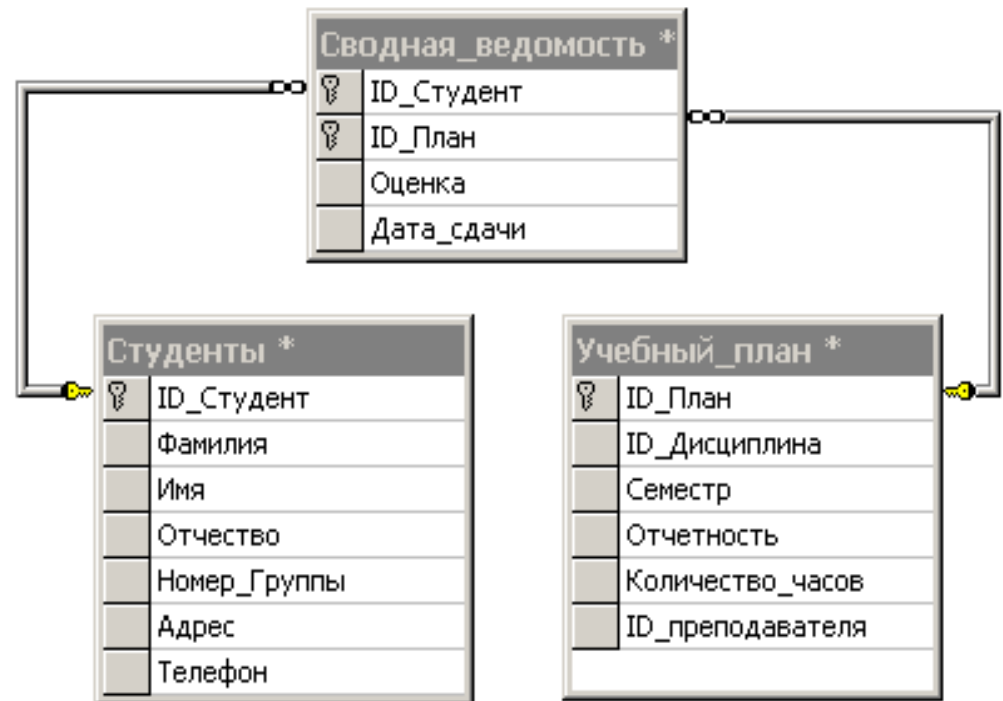 Сводная_ведомость *
ID_Студент
ID_План
Оценка
Дата_сдачи
Студенты *
ID_Студент
Фамилия
Имя
Отчество
Номер_Группы
Адрес
Телефон
Учебный_план *
ID_План
ID_Дисциплина
Семестр
Отчетность
Количество_часов
ID_преподавателя